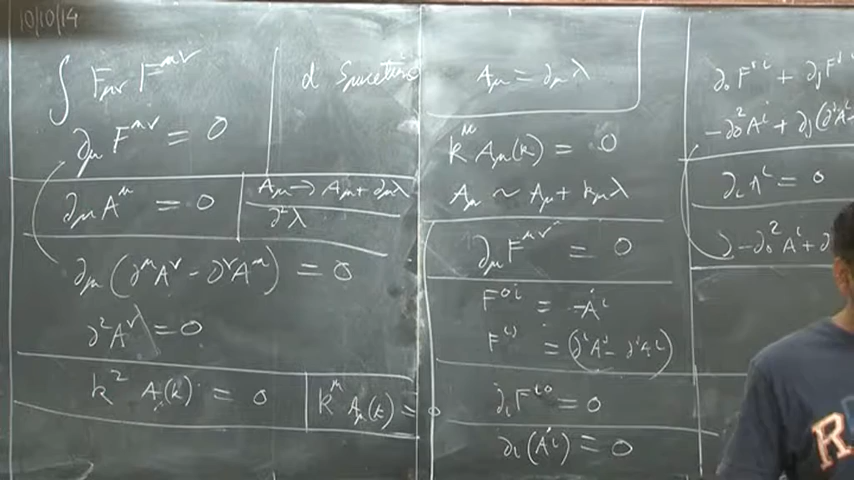 10/10/14
∫ F_{μν} F^{μν}
∂_μ F^{μν} = 0
∂_μ A^μ = 0
A_μ → A_μ + ∂_μ λ
∂²λ
∂_μ (∂^μ A^ν - ∂^ν A^μ) = 0
∂² A^ν = 0
k² A_μ(k) = 0
k^μ A_μ(k) = 0
A_μ = ∂_μ λ
k^μ A_μ(k) = 0
A_μ ~ A_μ + k_μ λ
∂_μ F^{μν} = 0
F^{0i} = -Ȧ^i
F^{ij} = (∂^i A^j - ∂^j A^i)
∂_i F^{i0} = 0
∂_i (Ȧ^i) = 0
∂_0 F^{0i} + ∂_j F^{ji}
-∂_0² A^i + ∂_j (∂^j A^i
∂_i A^i = 0
-∂_0² A^i + ∂
R